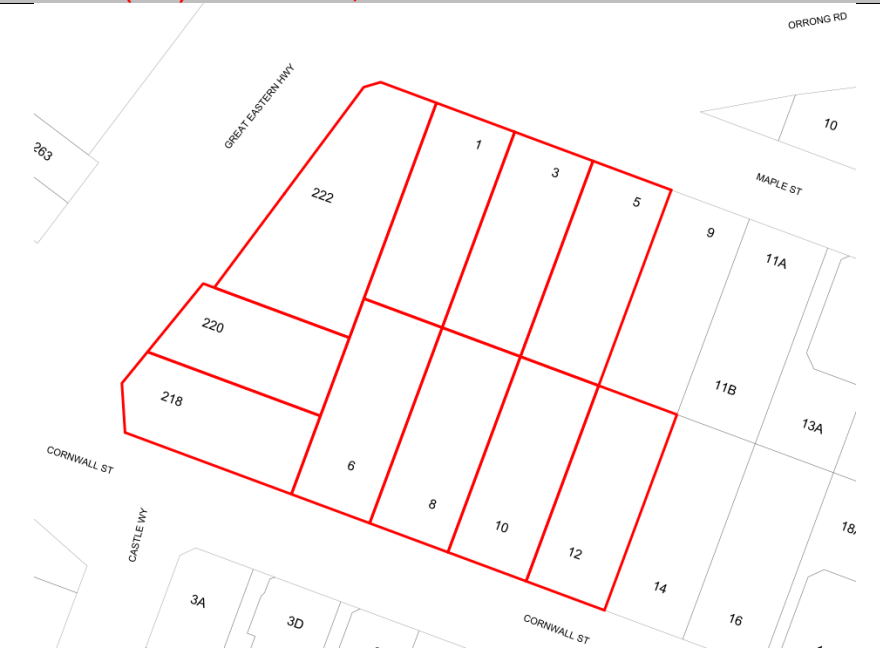 ORRONG RD
GREAT EASTERN HWY
10
263
1
3
MAPLE ST
222
5
9
11A
220
11B
218
13A
CORNWALL ST
6
8
10
CASTLE WY
12
14
3A
3D
16
CORNWALL ST